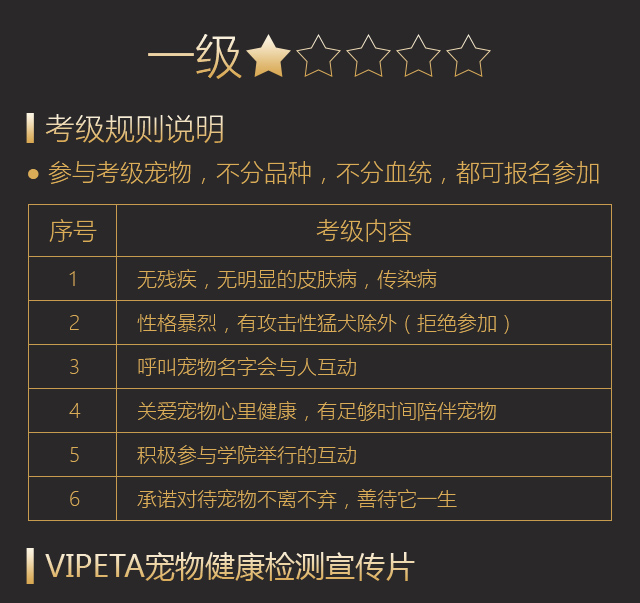 一级
考级规则说明
参与考级宠物，不分品种，不分血统，都可报名参加
序号 考级内容
1 无残疾，无明显的皮肤病，传染病
2 性格暴烈，有攻击性猛犬除外（拒绝参加）
3 呼叫宠物名字会与人互动
4 关爱宠物心里健康，有足够时间陪伴宠物
5 积极参与学院举行的互动
6 承诺对待宠物不离不弃，善待它一生
VIPETA宠物健康检测宣传片